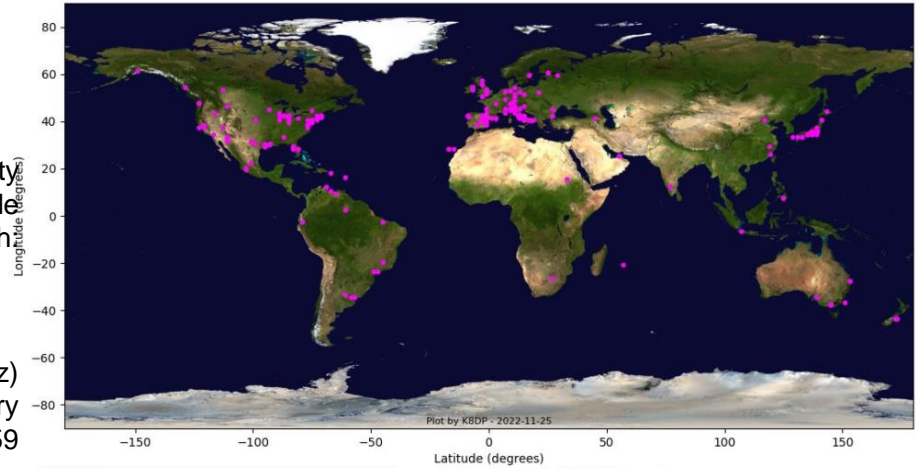 80
60
40
20
0
−20
−40
−60
−80
Longitude (degrees)
Plot by K8DP - 2022-11-25
−150
−100
−50
0
50
100
150
Latitude (degrees)
ty
le
h.
z)
ry
59